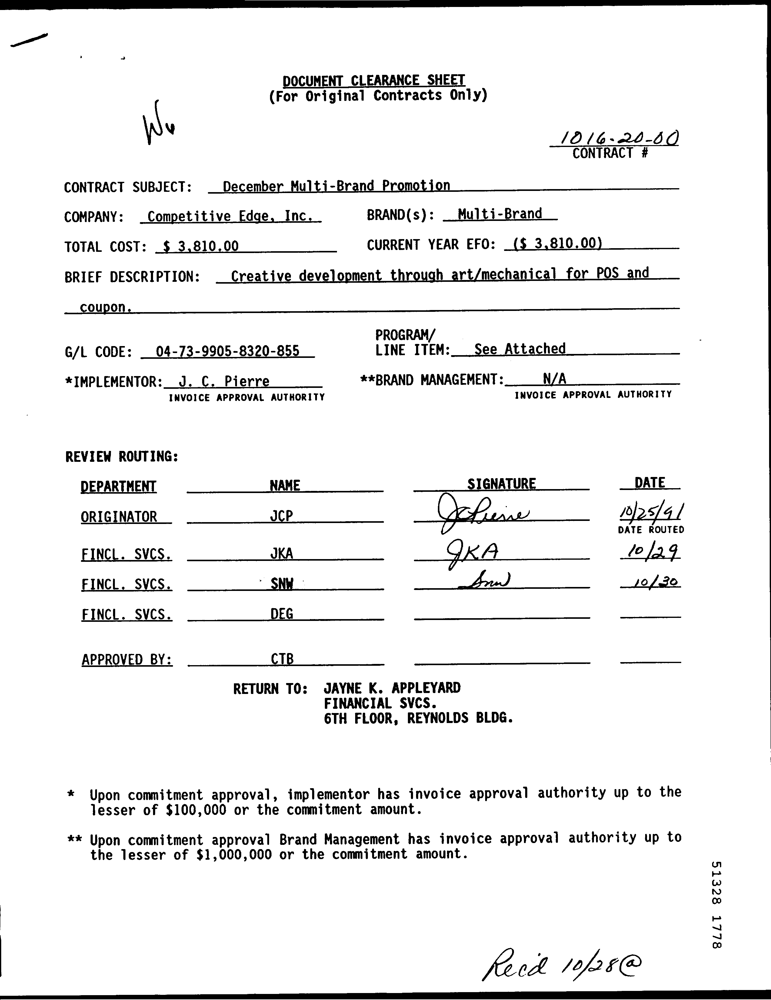 DOCUMENT CLEARANCE SHEET
(For Original Contracts Only)
1016-20-00
CONTRACT #
CONTRACT SUBJECT: December Multi-Brand Promotion
COMPANY: Competitive Edge, Inc. BRAND(s): Multi-Brand
TOTAL COST: $ 3,810.00 CURRENT YEAR EFO: ($ 3,810.00)
BRIEF DESCRIPTION: Creative development through art/mechanical for POS and
coupon.
PROGRAM/
G/L CODE: 04-73-9905-8320-855 LINE ITEM: See Attached
*IMPLEMENTOR: J. C. Pierre **BRAND MANAGEMENT: N/A
INVOICE APPROVAL AUTHORITY INVOICE APPROVAL AUTHORITY
REVIEW ROUTING:
DEPARTMENT NAME SIGNATURE DATE
ORIGINATOR JCP JCPierre 10/25/91
DATE ROUTED
FINCL. SVCS. JKA JKA 10/29
FINCL. SVCS. SNW Snw 10/30
FINCL. SVCS. DEG
APPROVED BY: CTB
RETURN TO: JAYNE K. APPLEYARD
FINANCIAL SVCS.
6TH FLOOR, REYNOLDS BLDG.
* Upon commitment approval, implementor has invoice approval authority up to the
lesser of $100,000 or the commitment amount.
** Upon commitment approval Brand Management has invoice approval authority up to
the lesser of $1,000,000 or the commitment amount.
51328 1778
Rec'd 10/28@